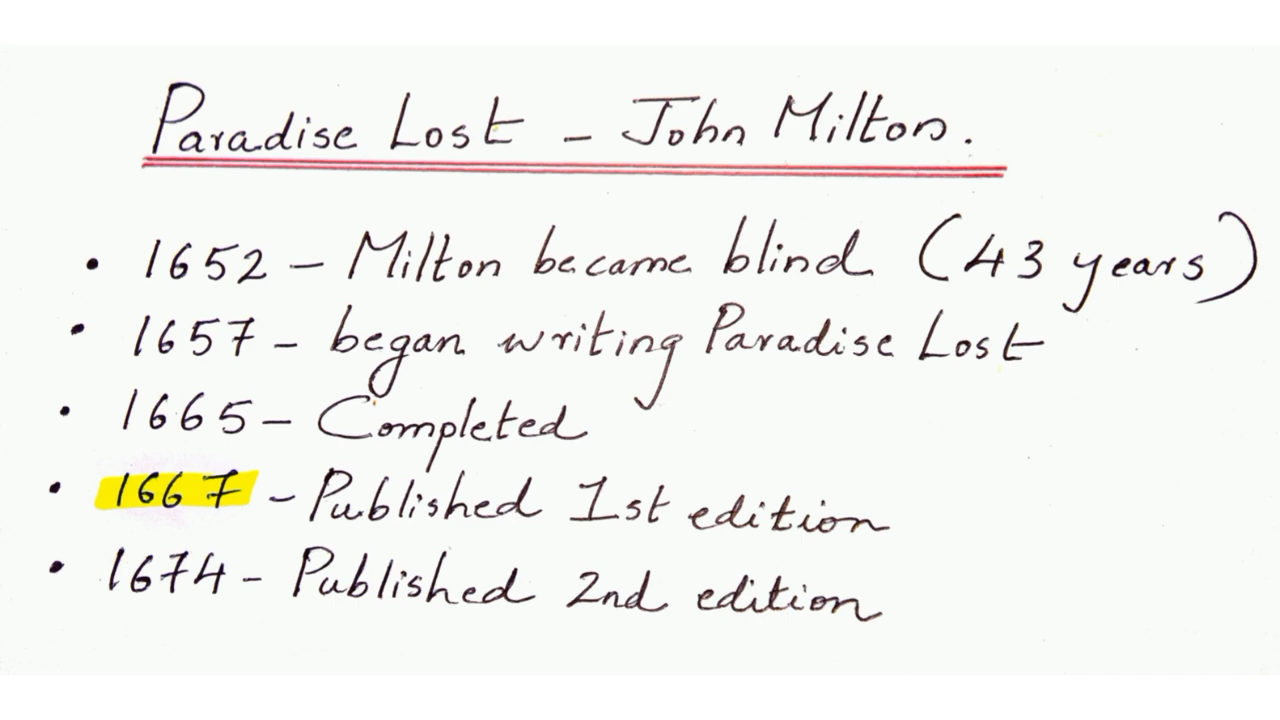 Paradise Lost - John Milton.
• 1652 - Milton became blind (43 years)
• 1657 - began writing Paradise Lost
• 1665 - Completed
• 1667 - Published 1st edition
• 1674 - Published 2nd edition